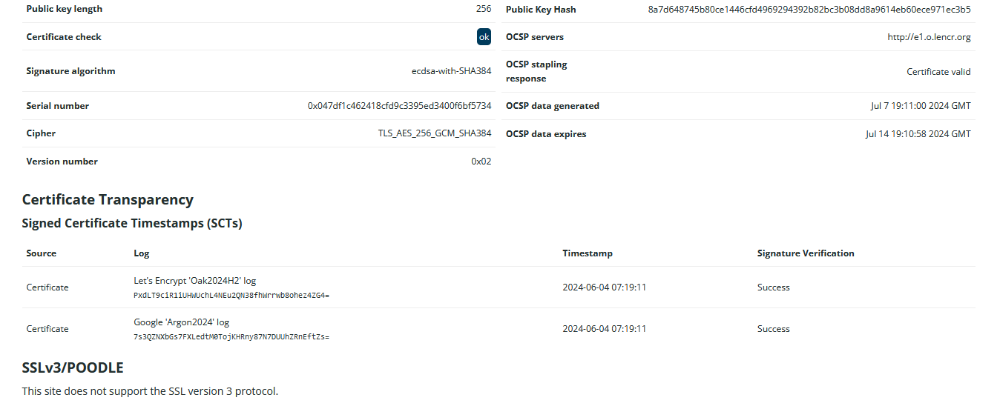 Public key length 256
Public Key Hash 8a7d648745b80ce1446cfd4969294392b82bc3b08dd8a9614eb60ece971ec3b5
Certificate check ok
OCSP servers http://e1.o.lencr.org
Signature algorithm ecdsa-with-SHA384
OCSP stapling
response Certificate valid
Serial number 0x047df1c462418cfd9c3395ed3400f6bf5734
OCSP data generated Jul 7 19:11:00 2024 GMT
Cipher TLS_AES_256_GCM_SHA384
OCSP data expires Jul 14 19:10:58 2024 GMT
Version number 0x02
Certificate Transparency
Signed Certificate Timestamps (SCTs)
Source Log Timestamp Signature Verification
Certificate Let's Encrypt 'Oak2024H2' log 2024-06-04 07:19:11 Success
PxdLT9ciR1iUHWUchL4NEu2QN38fhWrrwb8ohez4ZG4=
Certificate Google 'Argon2024' log 2024-06-04 07:19:11 Success
7s3QZNXbGs7FXLedtM0TojKHRny87N7DUUhZRnEftZs=
SSLv3/POODLE
This site does not support the SSL version 3 protocol.